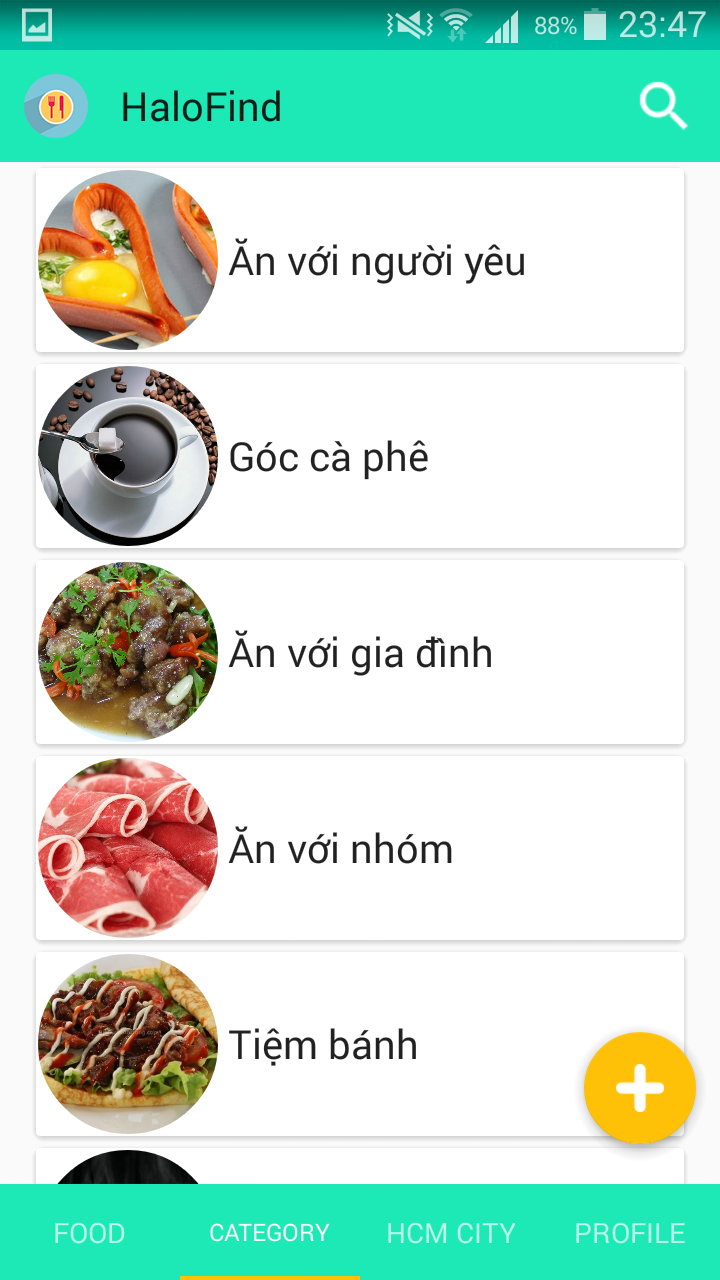 88% 23:47
HaloFind
Ăn với người yêu
Góc cà phê
Ăn với gia đình
Ăn với nhóm
Tiệm bánh
FOOD CATEGORY HCM CITY PROFILE